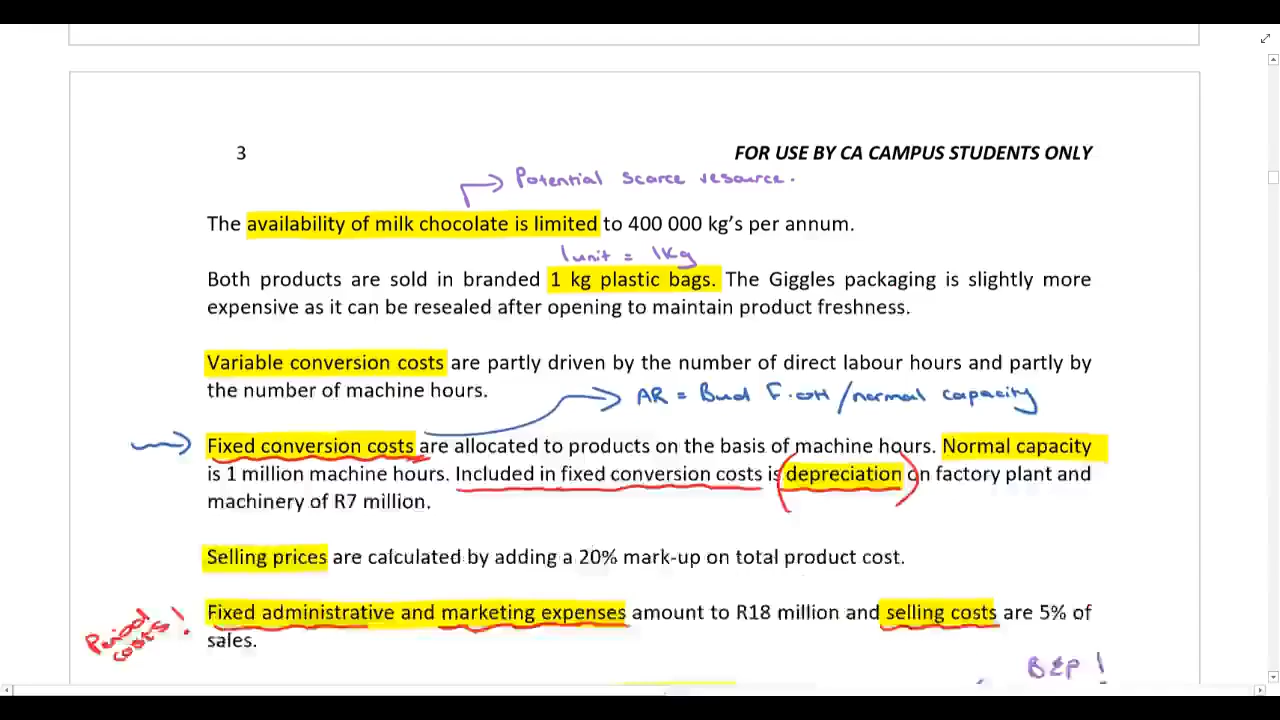 3 FOR USE BY CA CAMPUS STUDENTS ONLY
Potential scarce resource.
The availability of milk chocolate is limited to 400 000 kg's per annum.
1unit = 1kg
Both products are sold in branded 1 kg plastic bags. The Giggles packaging is slightly more
expensive as it can be resealed after opening to maintain product freshness.
Variable conversion costs are partly driven by the number of direct labour hours and partly by
the number of machine hours.
AR = Bud F. /normal capacity
Fixed conversion costs are allocated to products on the basis of machine hours. Normal capacity
is 1 million machine hours. Included in fixed conversion costs is depreciation on factory plant and
machinery of R7 million.
Selling prices are calculated by adding a 20% mark-up on total product cost.
Period costs!
Fixed administrative and marketing expenses amount to R18 million and selling costs are 5% of
sales.
BEP!